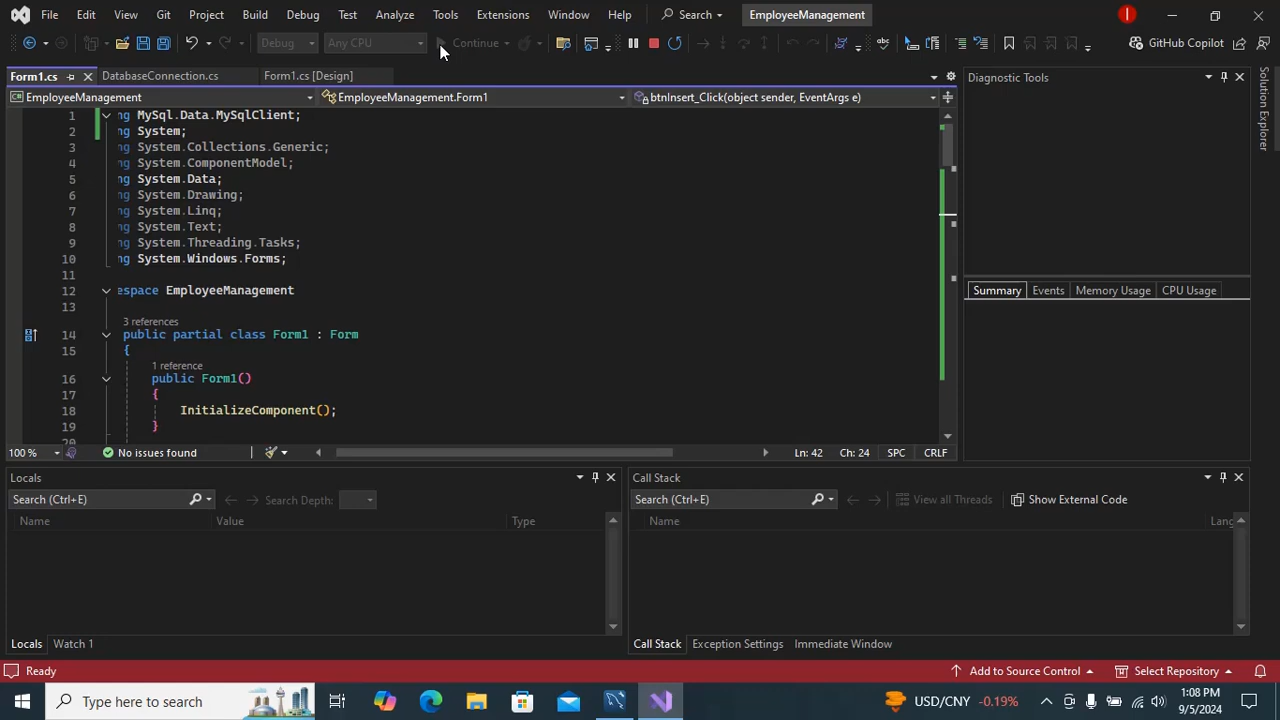 File Edit View Git Project Build Debug Test Analyze Tools Extensions Window Help Search EmployeeManagement
Debug Any CPU Continue GitHub Copilot
Form1.cs DatabaseConnection.cs Form1.cs [Design] Diagnostic Tools Solution Explorer
EmployeeManagement EmployeeManagement.Form1 btnInsert_Click(object sender, EventArgs e)
1 ng MySql.Data.MySqlClient;
2 ng System;
3 ng System.Collections.Generic;
4 ng System.ComponentModel;
5 ng System.Data;
6 ng System.Drawing;
7 ng System.Linq;
8 ng System.Text;
9 ng System.Threading.Tasks;
10 ng System.Windows.Forms;
11
12 espace EmployeeManagement
13
3 references
14 public partial class Form1 : Form
15 {
1 reference
16 public Form1()
17 {
18 InitializeComponent();
19 }
20
Summary Events Memory Usage CPU Usage
100 % No issues found Ln: 42 Ch: 24 SPC CRLF
Locals
Search (Ctrl+E) Search Depth:
Name Value Type
Locals Watch 1
Call Stack
Search (Ctrl+E) View all Threads Show External Code
Name Lang
Call Stack Exception Settings Immediate Window
Ready Add to Source Control Select Repository
Type here to search USD/CNY -0.19% 1:08 PM
9/5/2024